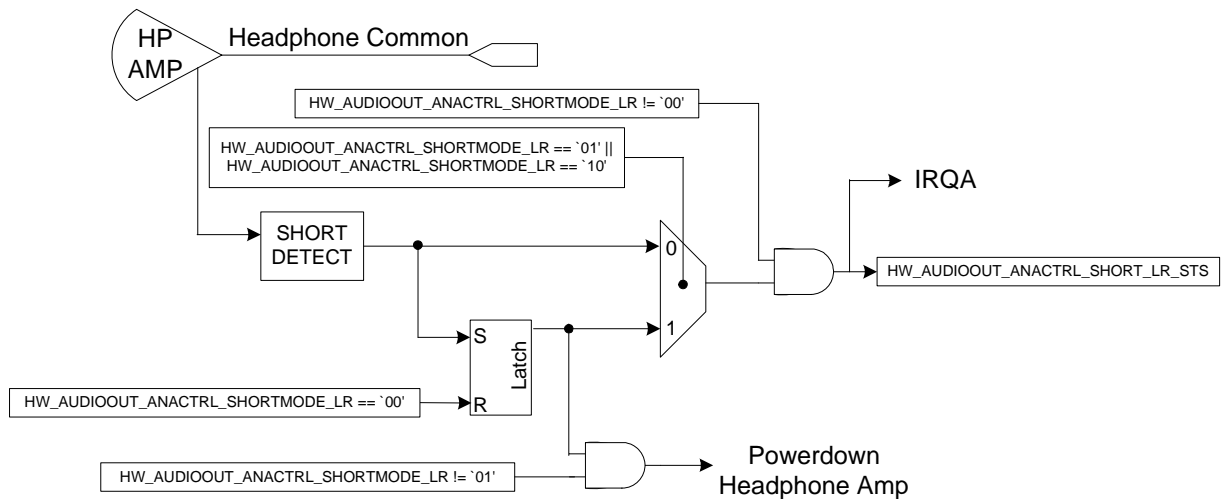 HP
AMP
Headphone Common
HW_AUDIOOUT_ANACTRL_SHORTMODE_LR != `00'
HW_AUDIOOUT_ANACTRL_SHORTMODE_LR == `01' ||
HW_AUDIOOUT_ANACTRL_SHORTMODE_LR == `10'
IRQA
SHORT
DETECT
0
HW_AUDIOOUT_ANACTRL_SHORT_LR_STS
1
S
Latch
R
HW_AUDIOOUT_ANACTRL_SHORTMODE_LR == `00'
HW_AUDIOOUT_ANACTRL_SHORTMODE_LR != `01'
Powerdown
Headphone Amp